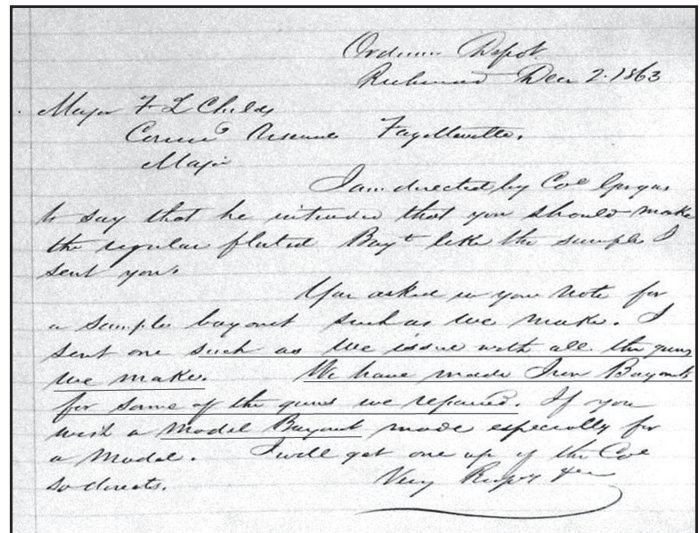 Ordnance Depot
Richmond Dec 2. 1863
Major F L Childs
Comg Arsenal Fayetteville.
Major
I am directed by Col Gorgas
to say that he intended that you should make
the regular fluted Bayt like the sample I
sent you.
You asked in your note for
a sample bayonet such as we make. I
sent one such as we issue with all the guns
we make. We have made Iron Bayonets
for some of the guns we repaired. If you
wish a Model Bayonet made especially for
a Model. I will get one up if the Col
so directs.
Very Respy